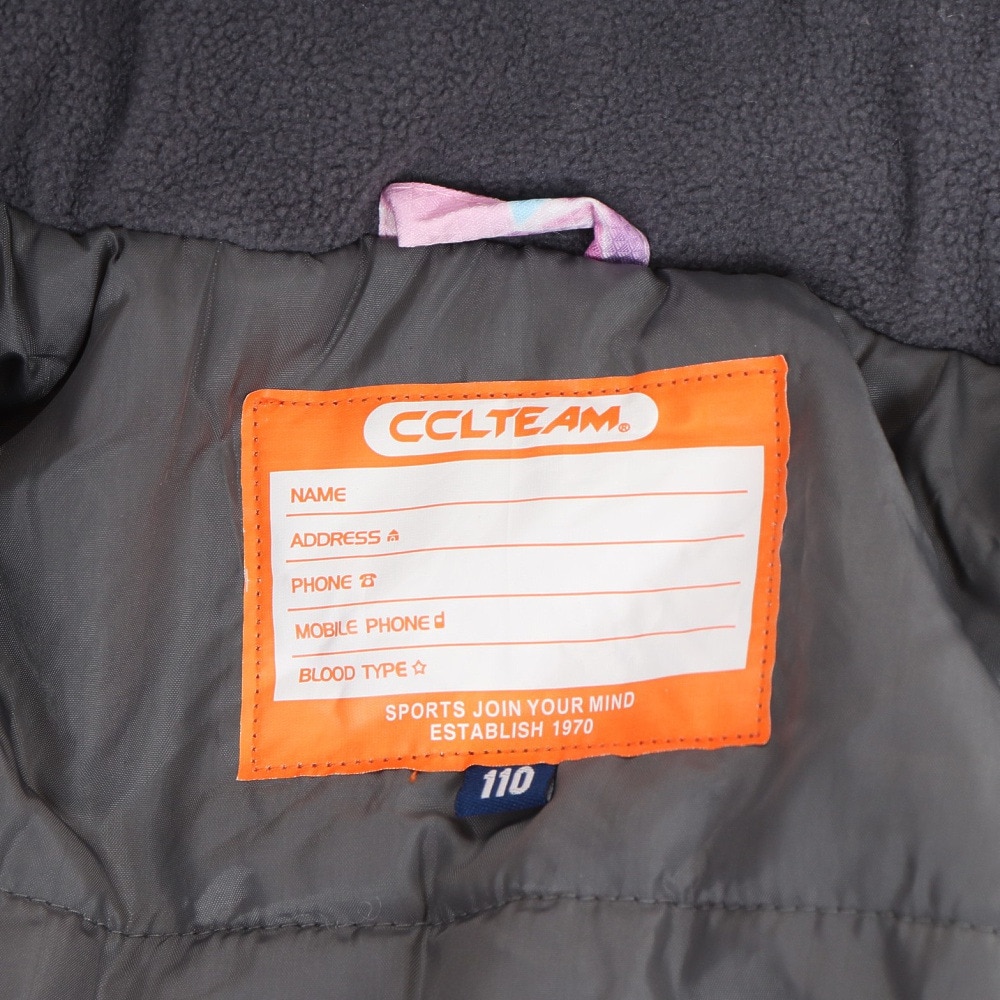 CCLTEAM®
NAME
ADDRESS
PHONE
MOBILE PHONE
BLOOD TYPE
SPORTS JOIN YOUR MIND
ESTABLISH 1970
110